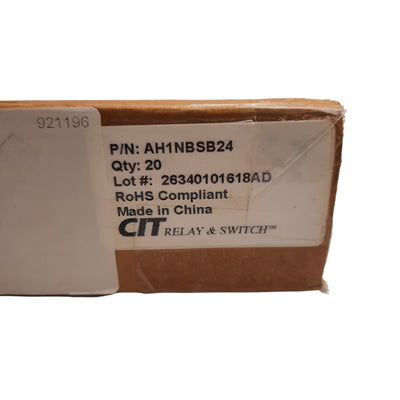 921196
P/N: AH1NBSB24
Qty: 20
Lot #: 26340101618AD
RoHS Compliant
Made in China
CIT RELAY & SWITCH™